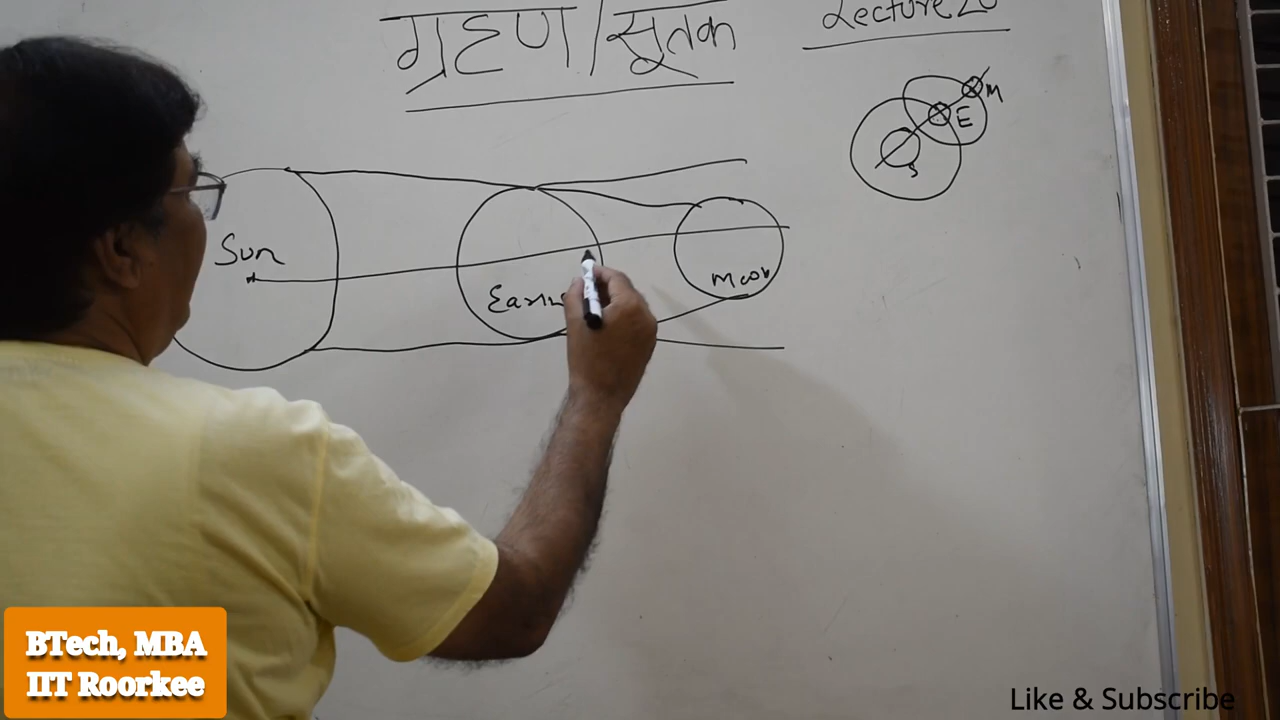 ग्रहण/सूतक
Lecture 20
M
E
S
Sun
Earth
Moon
BTech, MBA
IIT Roorkee
Like & Subscribe